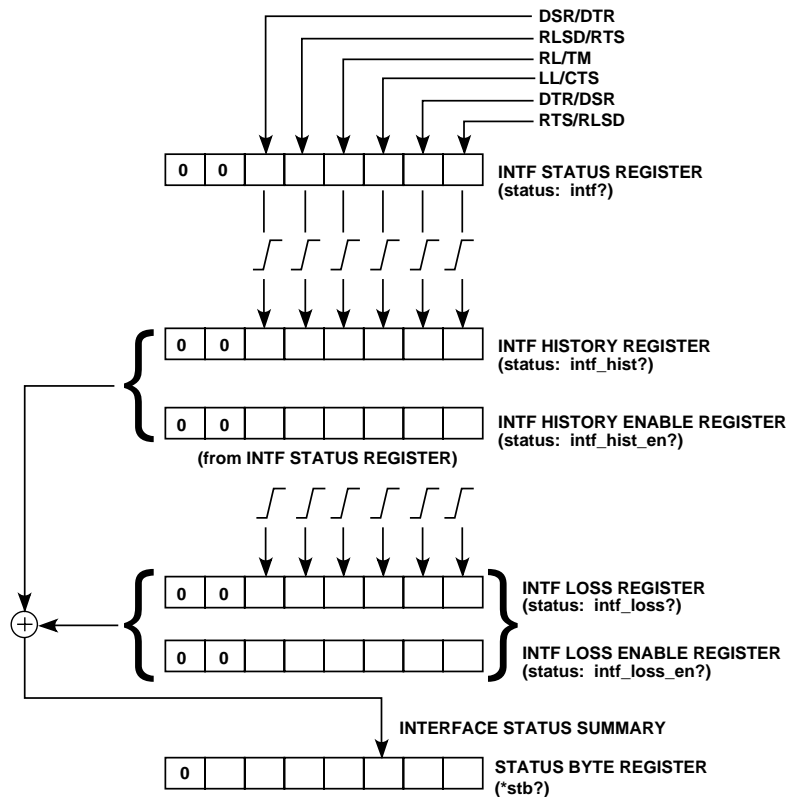 DSR/DTR
RLSD/RTS
RL/TM
LL/CTS
DTR/DSR
RTS/RLSD
0 0
INTF STATUS REGISTER
(status: intf?)
0 0
INTF HISTORY REGISTER
(status: intf_hist?)
0 0
INTF HISTORY ENABLE REGISTER
(status: intf_hist_en?)
(from INTF STATUS REGISTER)
0 0
INTF LOSS REGISTER
(status: intf_loss?)
0 0
INTF LOSS ENABLE REGISTER
(status: intf_loss_en?)
INTERFACE STATUS SUMMARY
0
STATUS BYTE REGISTER
(*stb?)